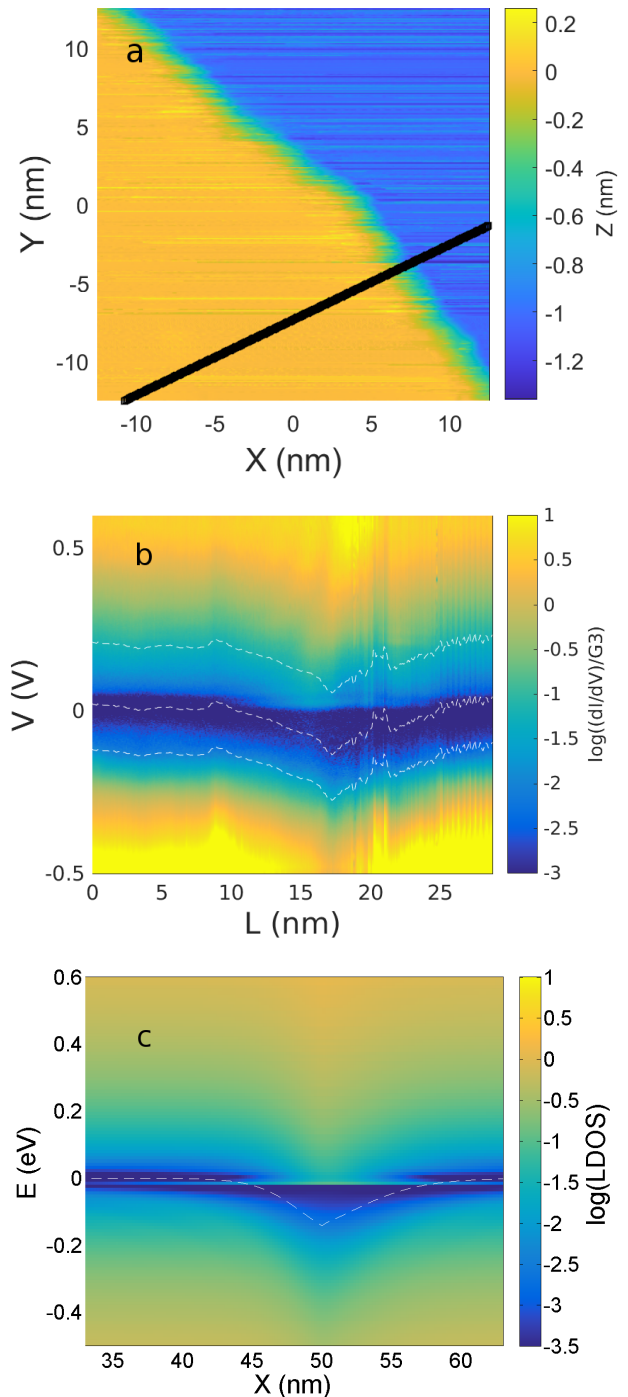 a
10
5
0
-5
-10
Y (nm)
-10 -5 0 5 10
X (nm)
0.2
0
-0.2
-0.4
-0.6
-0.8
-1
-1.2
Z (nm)
b
0.5
0
-0.5
V (V)
0 5 10 15 20 25
L (nm)
1
0.5
0
-0.5
-1
-1.5
-2
-2.5
-3
log((dI/dV)/G3)
c
0.6
0.4
0.2
0
-0.2
-0.4
E (eV)
35 40 45 50 55 60
X (nm)
1
0.5
0
-0.5
-1
-1.5
-2
-2.5
-3
-3.5
log(LDOS)